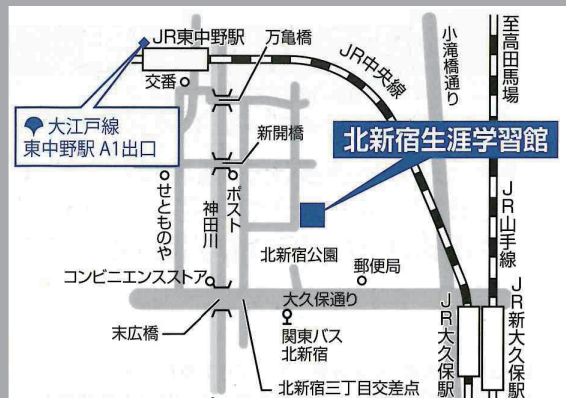 JR東中野駅
万亀橋
交番
JR中央線
小滝橋通り
至高田馬場
大江戸線
東中野駅 A1出口
新開橋
北新宿生涯学習館
せとものや
ポスト
神田川
JR山手線
北新宿公園
コンビニエンスストア
郵便局
大久保通り
末広橋
関東バス
北新宿
北新宿三丁目交差点
JR大久保駅
JR新大久保駅